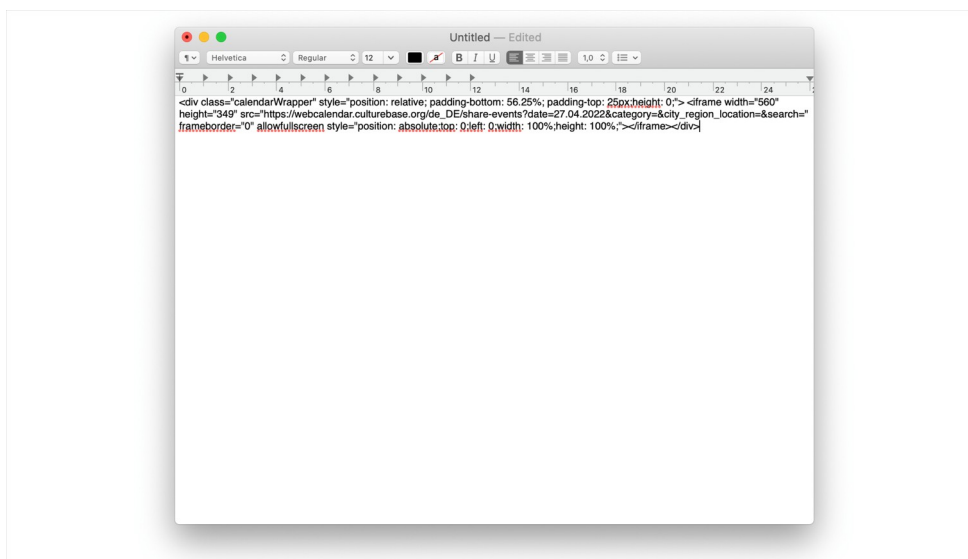 Untitled — Edited
Helvetica Regular 12 a B I U 1,0
0 2 4 6 8 10 12 14 16 18 20 22 24
<div class="calendarWrapper" style="position: relative; padding-bottom: 56.25%; padding-top: 25px;height: 0;"> <iframe width="560"
height="349" src="https://webcalendar.culturebase.org/de_DE/share-events?date=27.04.2022&category=&city_region_location=&search="
frameborder="0" allowfullscreen style="position: absolute;top: 0;left: 0;width: 100%;height: 100%;"></iframe></div>